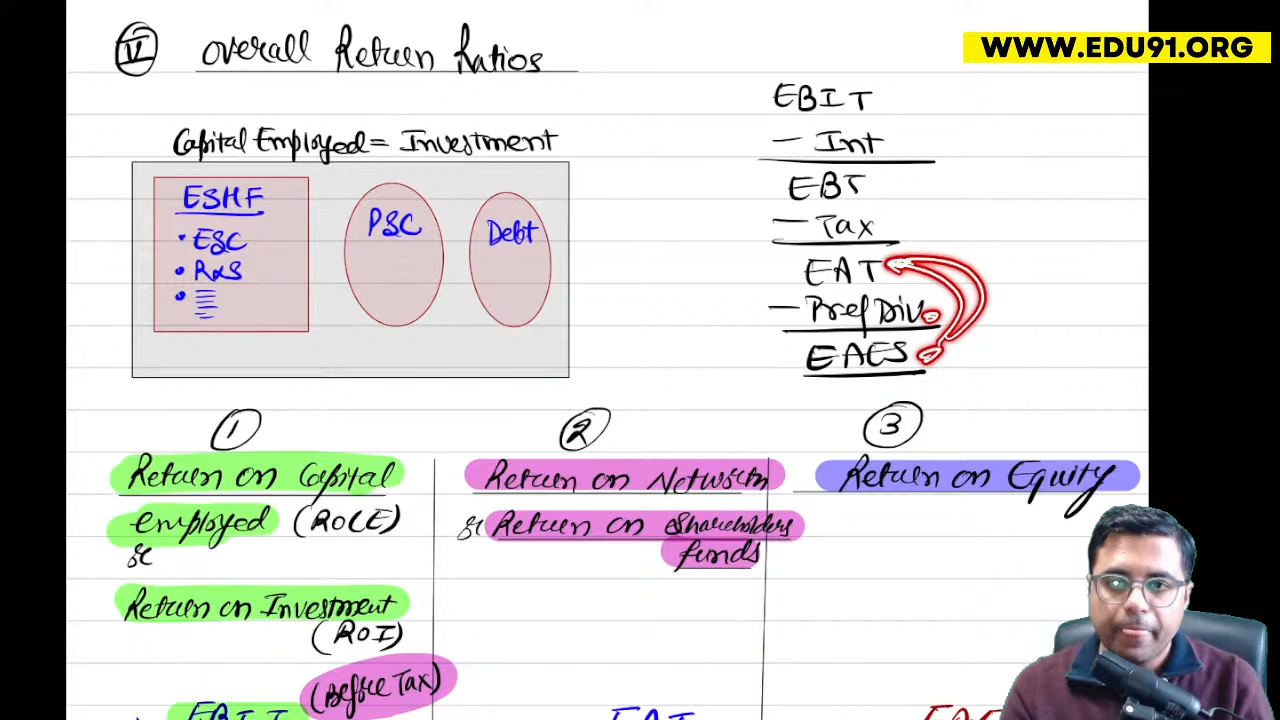 WWW.EDU91.ORG
V Overall Return Ratios
Capital Employed = Investment
ESHF
• ESC
• R&S
•
PSC
Debt
EBIT
- Int
EBT
- Tax
EAT
- Pref Div.
EAES
1
Return on Capital
employed (ROCE)
or
Return on Investment
(ROI)
(Before Tax)
EBIT
2
Return on Networth
or Return on shareholders
funds
EAT
3
Return on Equity